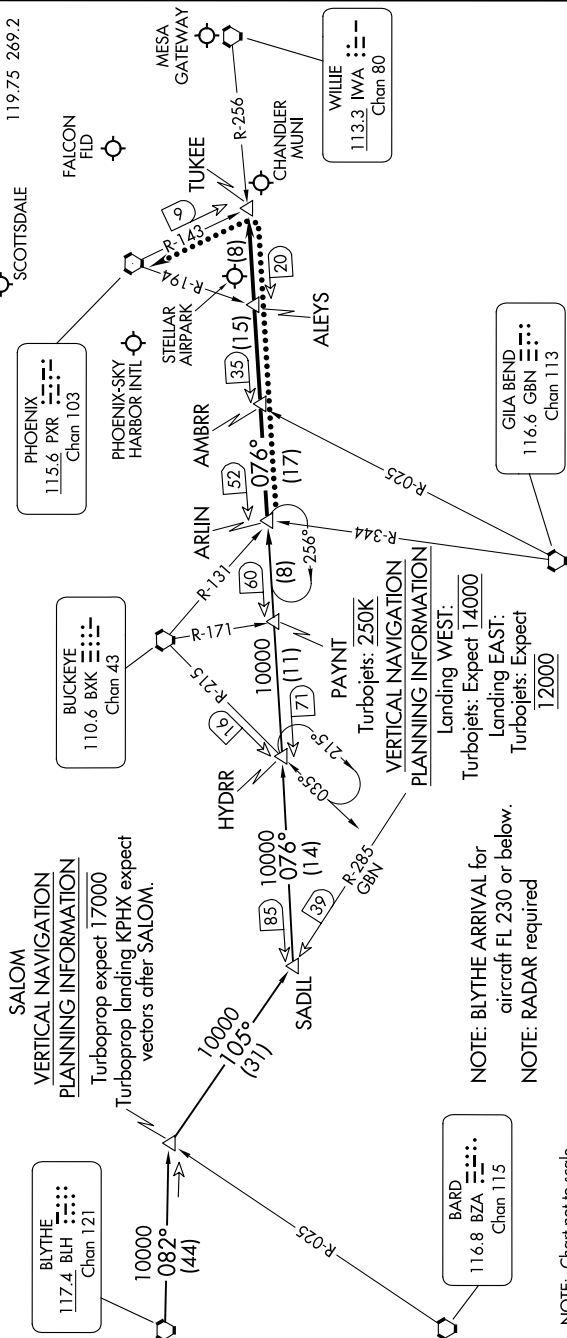 119.75 269.2
SCOTTSDALE
FALCON
FLD
MESA
GATEWAY
WILLIE
113.3 IWA
Chan 80
R-256
TUKEE
CHANDLER
MUNI
9
R-143
R-194
PHOENIX
115.6 PXR
Chan 103
PHOENIX-SKY
HARBOR INTL
STELLAR
AIRPARK
(8)
20
ALEYS
(15)
35
AMBRR
076°
(17)
52
ARLIN
256°
R-025
R-344
GILA BEND
116.6 GBN
Chan 113
BUCKEYE
110.6 BXK
Chan 43
R-131
R-171
R-215
16
(8)
60
PAYNT
Turbojets: 250K
VERTICAL NAVIGATION
PLANNING INFORMATION
Landing WEST:
Turbojets: Expect 14000
Landing EAST:
Turbojets: Expect
12000
10000
(11)
71
HYDRR
215°
035°
10000
076°
(14)
85
39
R-285
GBN
SADLL
SALOM
VERTICAL NAVIGATION
PLANNING INFORMATION
Turboprop expect 17000
Turboprop landing KPHX expect
vectors after SALOM.
10000
105°
(31)
BLYTHE
117.4 BLH
Chan 121
10000
082°
(44)
R-025
BARD
116.8 BZA
Chan 115
NOTE: BLYTHE ARRIVAL for
aircraft FL 230 or below.
NOTE: RADAR required
NOTE: Chart not to scale